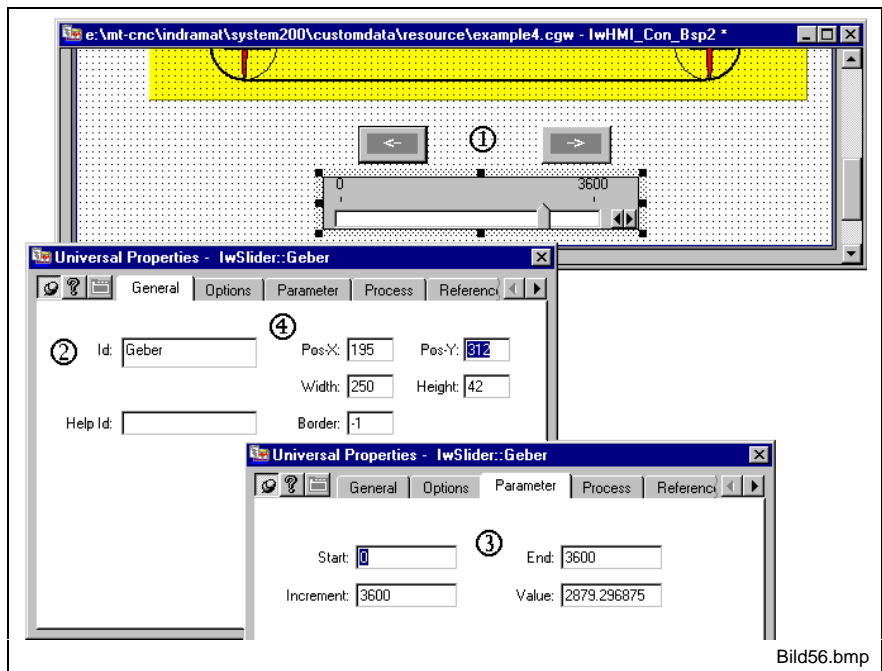 e:\mt-cnc\indramat\system200\customdata\resource\example4.cgw - IwHMI_Con_Bsp2 *
<- ① ->
0 3600
Universal Properties - IwSlider::Geber
General Options Parameter Process Referenc
④
② Id: Geber Pos-X: 195 Pos-Y: 312
Width: 250 Height: 42
Help Id: Border: -1
Universal Properties - IwSlider::Geber
General Options Parameter Process Referenc
③
Start: 0 End: 3600
Increment: 3600 Value: 2879.296875
Bild56.bmp